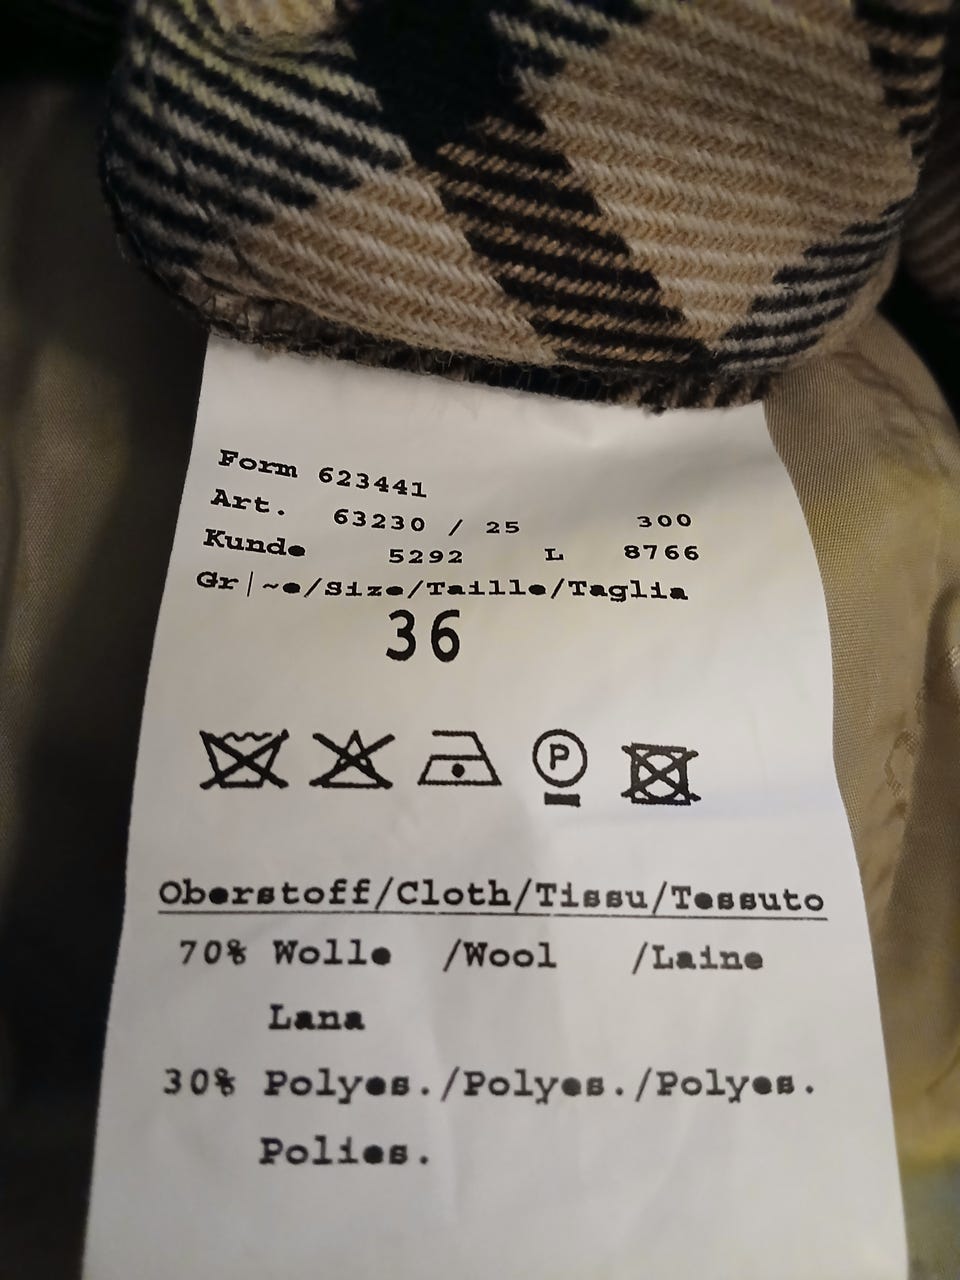 Form 623441
Art. 63230 / 25 300
Kunde 5292 L 8766
Gr|~e/Size/Taille/Taglia
36
P
Oberstoff/Cloth/Tissu/Tessuto
70% Wolle /Wool /Laine
Lana
30% Polyes./Polyes./Polyes.
Polies.